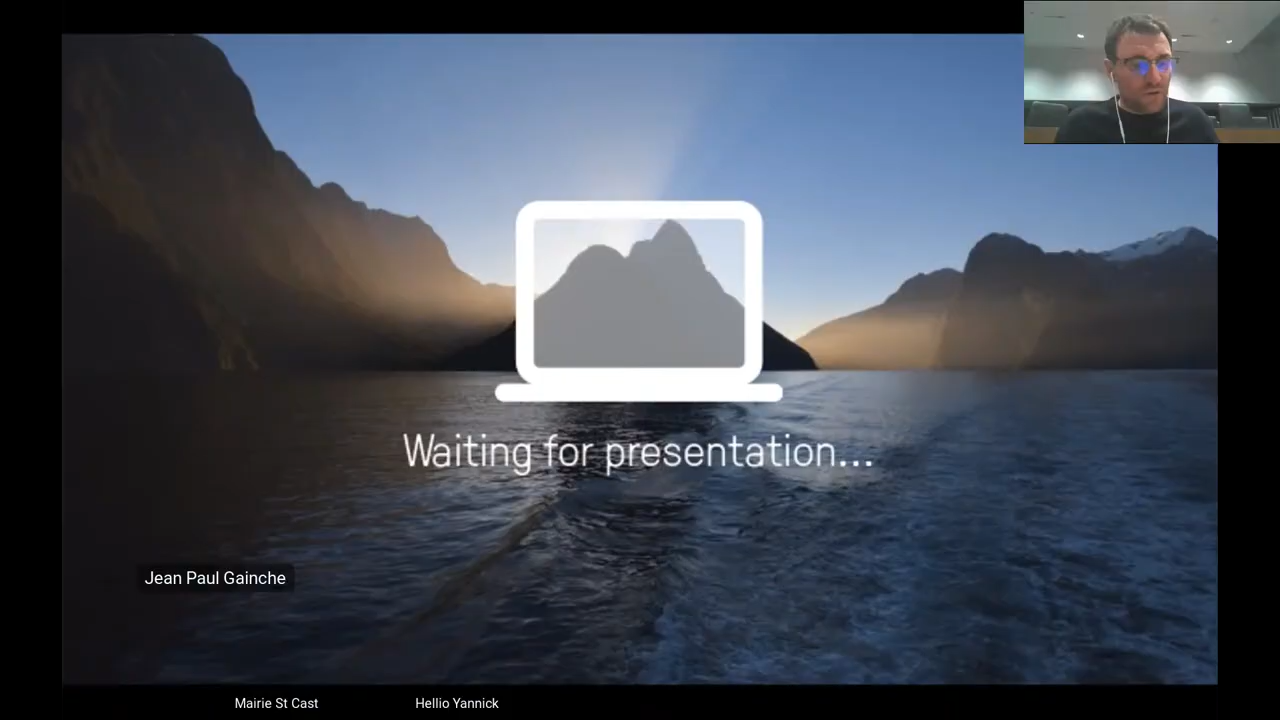 Waiting for presentation...
Jean Paul Gainche
Mairie St Cast
Hellio Yannick